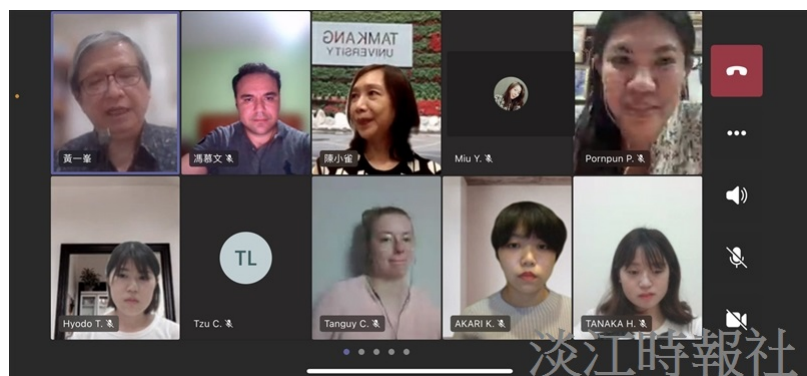 TAMKANG
UNIVERSITY
黃一峯
馮慕文
陳小雀
Miu Y.
Pornpun P.
Hyodo T.
TL
Tzu C.
Tanguy C.
AKARI K.
TANAKA H.
淡江時報社